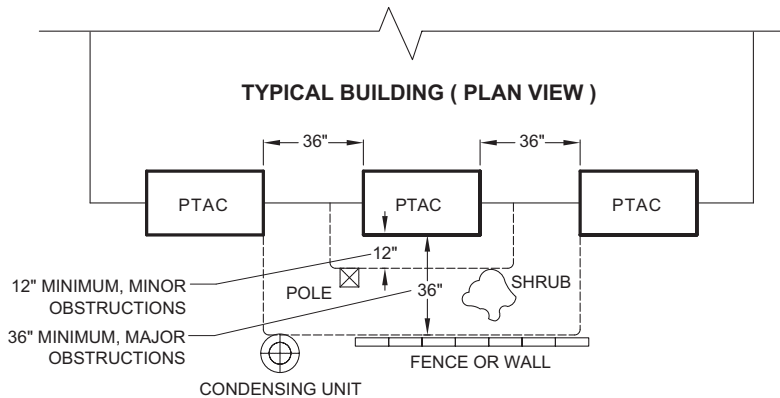 TYPICAL BUILDING ( PLAN VIEW )
36"
36"
PTAC
PTAC
PTAC
12"
12" MINIMUM, MINOR
OBSTRUCTIONS
POLE
36"
SHRUB
36" MINIMUM, MAJOR
OBSTRUCTIONS
FENCE OR WALL
CONDENSING UNIT